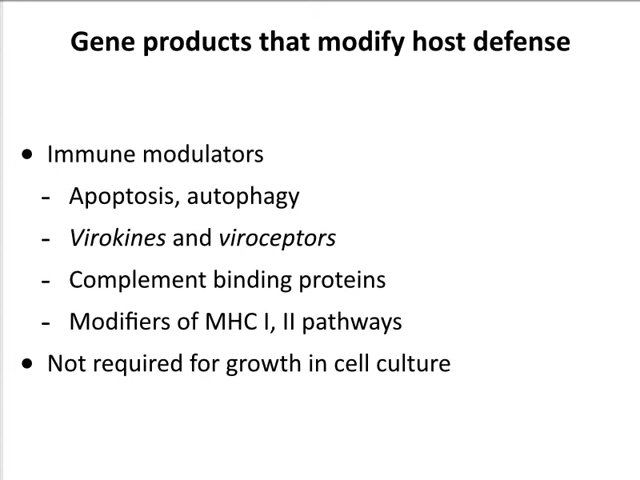 Gene products that modify host defense
• Immune modulators
- Apoptosis, autophagy
- Virokines and viroceptors
- Complement binding proteins
- Modifiers of MHC I, II pathways
• Not required for growth in cell culture